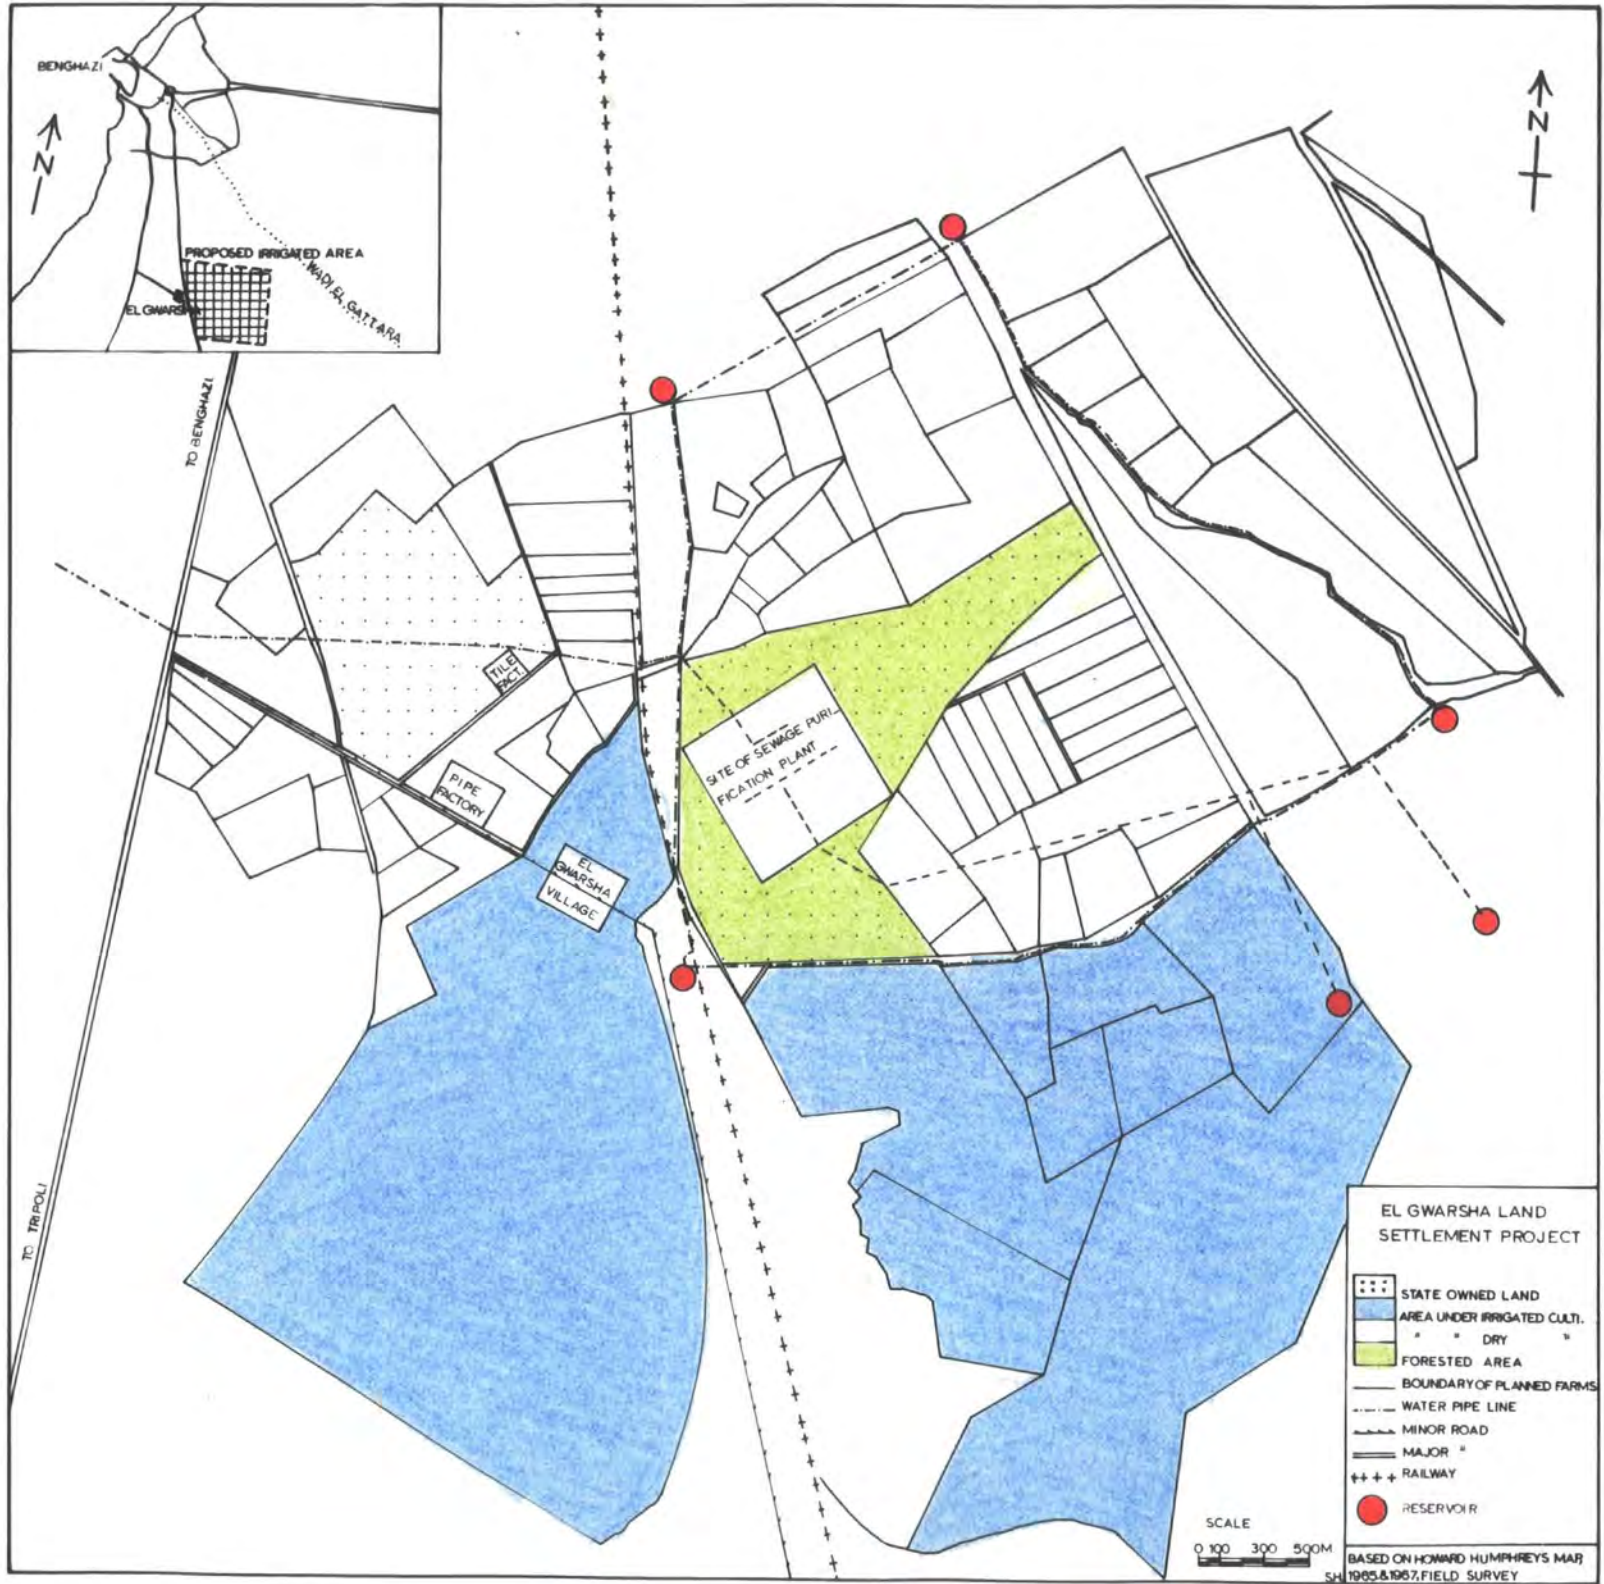 BENGHAZI
N
PROPOSED IRRIGATED AREA
WADI EL GATTARA
EL GWARSHA
N
TO BENGHAZI
TILE
FACT.
SITE OF SEWAGE PURI_
FICATION PLANT
PIPE
FACTORY
EL
GWARSHA
VILLAGE
TO TRIPOLI
EL GWARSHA LAND
SETTLEMENT PROJECT
STATE OWNED LAND
AREA UNDER IRRIGATED CULTI.
" " DRY "
FORESTED AREA
BOUNDARY OF PLANNED FARMS
WATER PIPE LINE
MINOR ROAD
MAJOR "
RAILWAY
RESERVOIR
SCALE
0 100 300 500M
BASED ON HOWARD HUMPHREYS MAP,
SH, 1965&1967, FIELD SURVEY